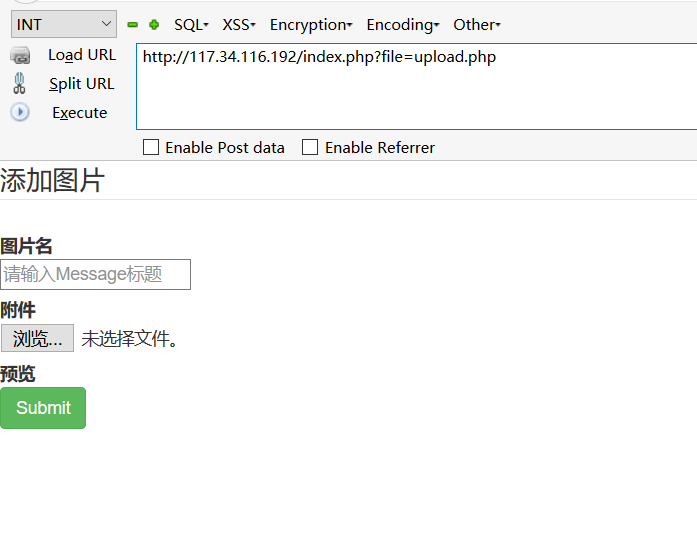 INT SQL XSS Encryption Encoding Other
Load URL http://117.34.116.192/index.php?file=upload.php
Split URL
Execute
Enable Post data Enable Referrer
添加图片
图片名
请输入Message标题
附件
浏览... 未选择文件。
预览
Submit